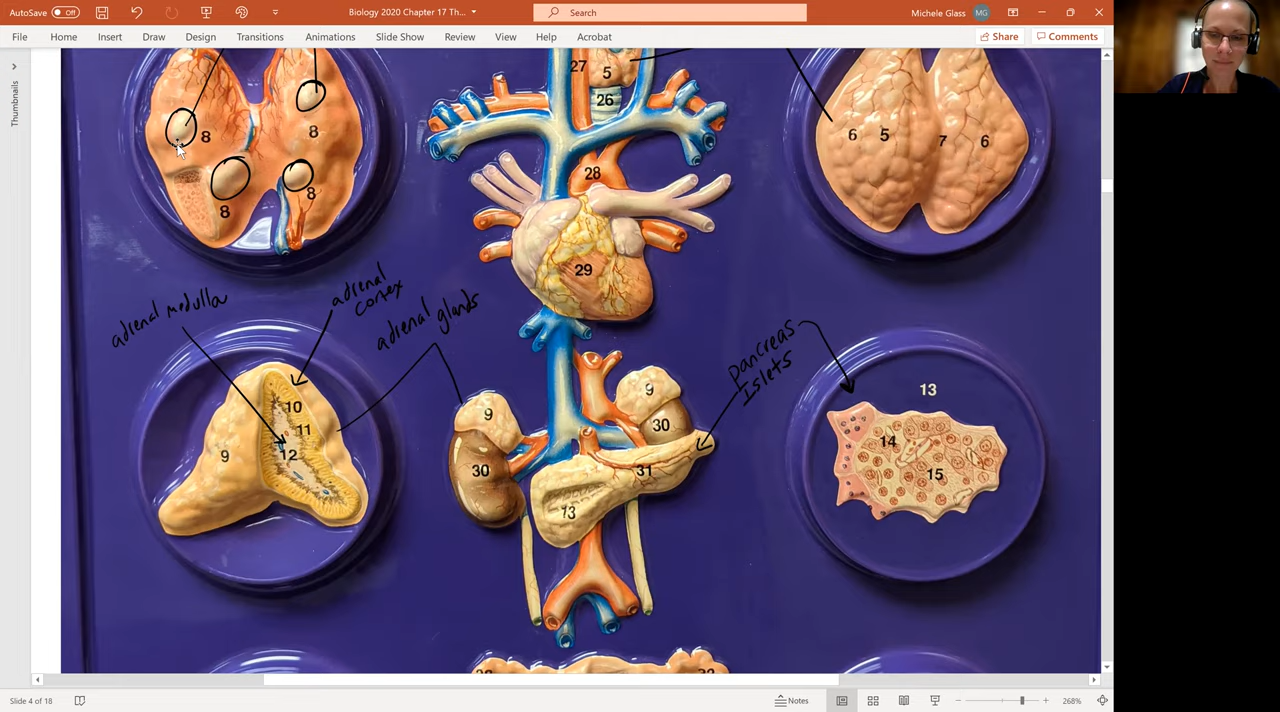 AutoSave Off Biology 2020 Chapter 17 Th... Search Michele Glass MG
File Home Insert Draw Design Transitions Animations Slide Show Review View Help Acrobat Share Comments
Thumbnails
27 5
26
8 8
8 8
6 5 7 6
28
29
adrenal medulla
adrenal
cortex
adrenal glands
Pancreas
Islets
13
9 10 11 12
9 9
30 30
31
13
14
15
Slide 4 of 18 Notes 268%